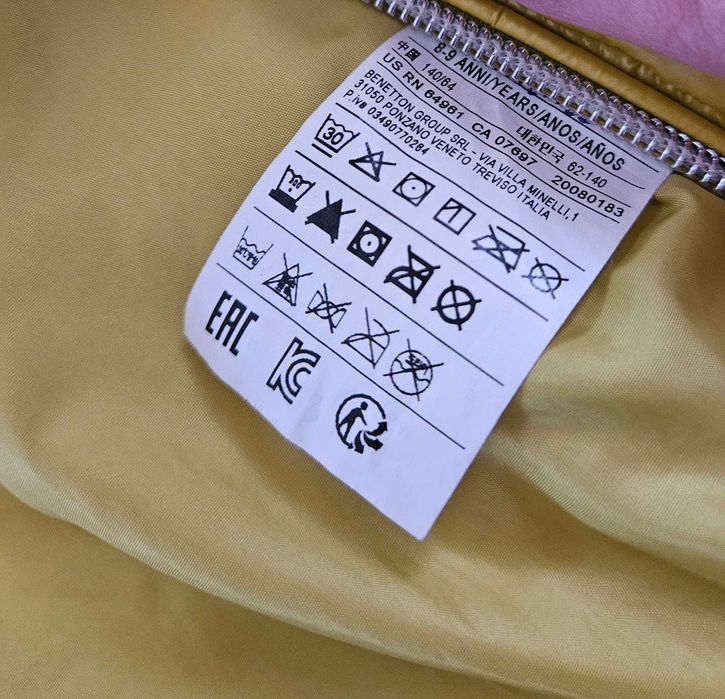 8-9 ANNI/YEARS/ANOS/AÑOS
中国 140/64 대한민국 62-140
US RN 64961 CA 07697 20080183
BENETTON GROUP SRL - VIA VILLA MINELLI, 1
31050 PONZANO VENETO TREVISO ITALIA
P.iva 03490770264
30
EAC
KC